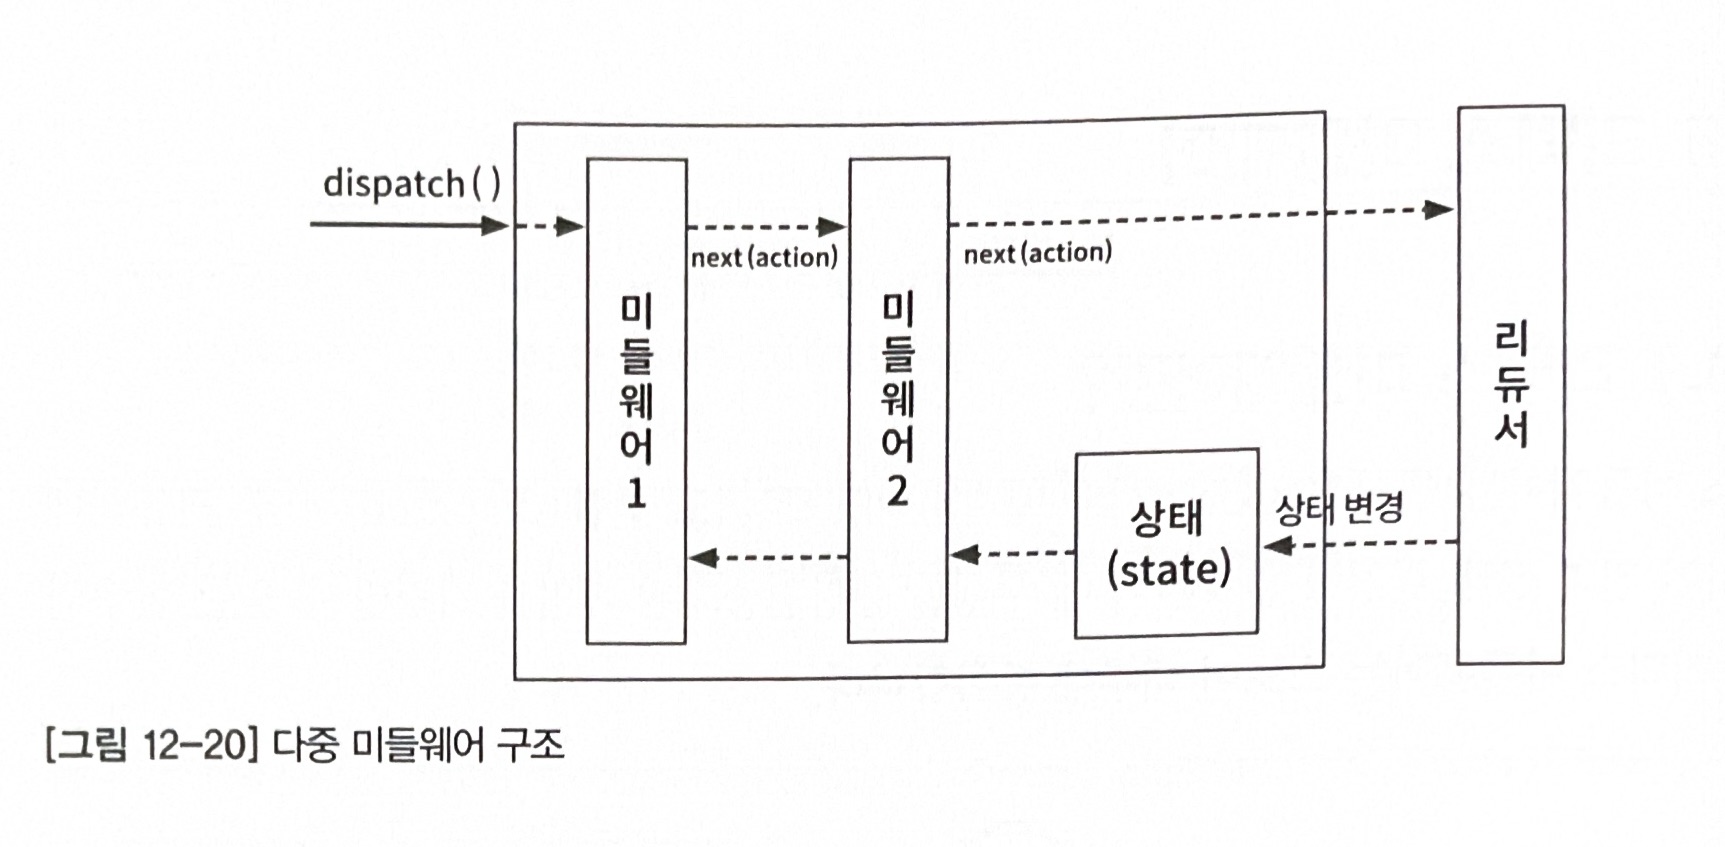 dispatch( )
next(action)
next(action)
미들웨어1
미들웨어2
리듀서
상태
(state)
상태 변경
[그림 12-20] 다중 미들웨어 구조